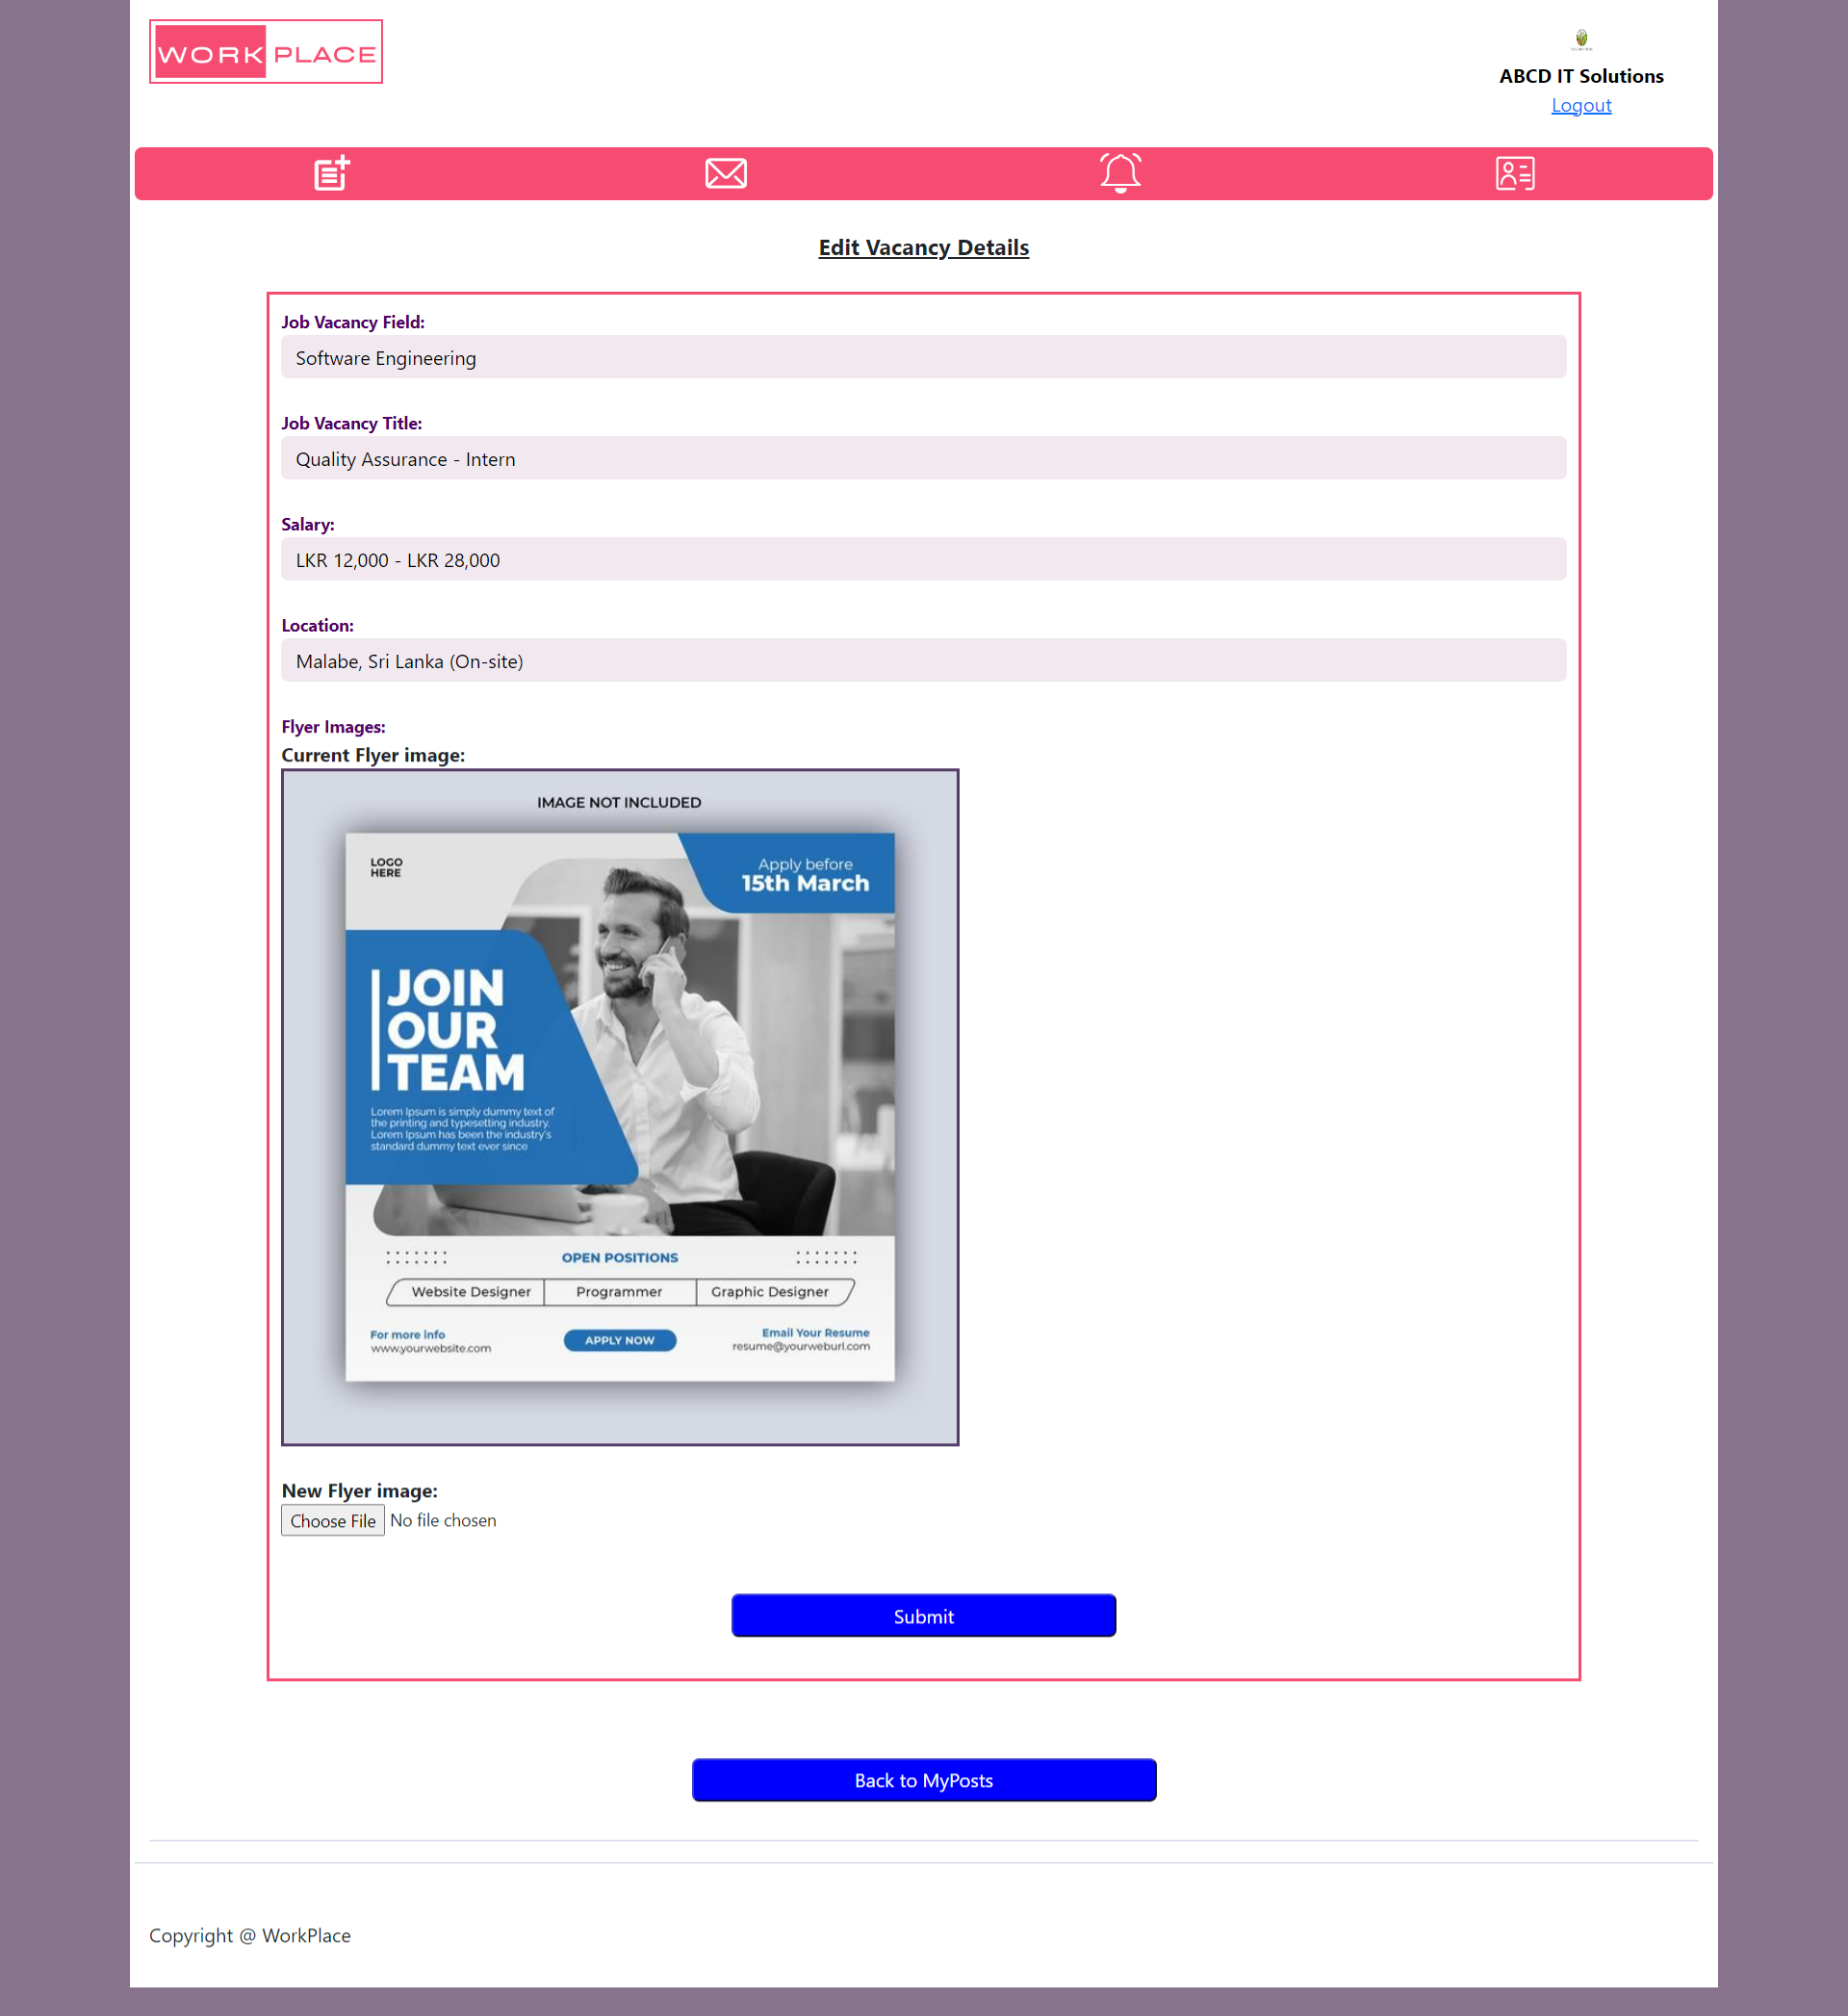 WORK PLACE
ABCD IT Solutions
Logout
Edit Vacancy Details
Job Vacancy Field:
Software Engineering
Job Vacancy Title:
Quality Assurance - Intern
Salary:
LKR 12,000 - LKR 28,000
Location:
Malabe, Sri Lanka (On-site)
Flyer Images:
Current Flyer image:
IMAGE NOT INCLUDED
LOGO
HERE
Apply before
15th March
JOIN
OUR
TEAM
Lorem Ipsum is simply dummy text of
the printing and typesetting industry.
Lorem Ipsum has been the industry's
standard dummy text ever since
OPEN POSITIONS
Website Designer
Programmer
Graphic Designer
For more info
www.yourwebsite.com
APPLY NOW
Email Your Resume
resume@yourweburl.com
New Flyer image:
Choose File No file chosen
Submit
Back to MyPosts
Copyright @ WorkPlace